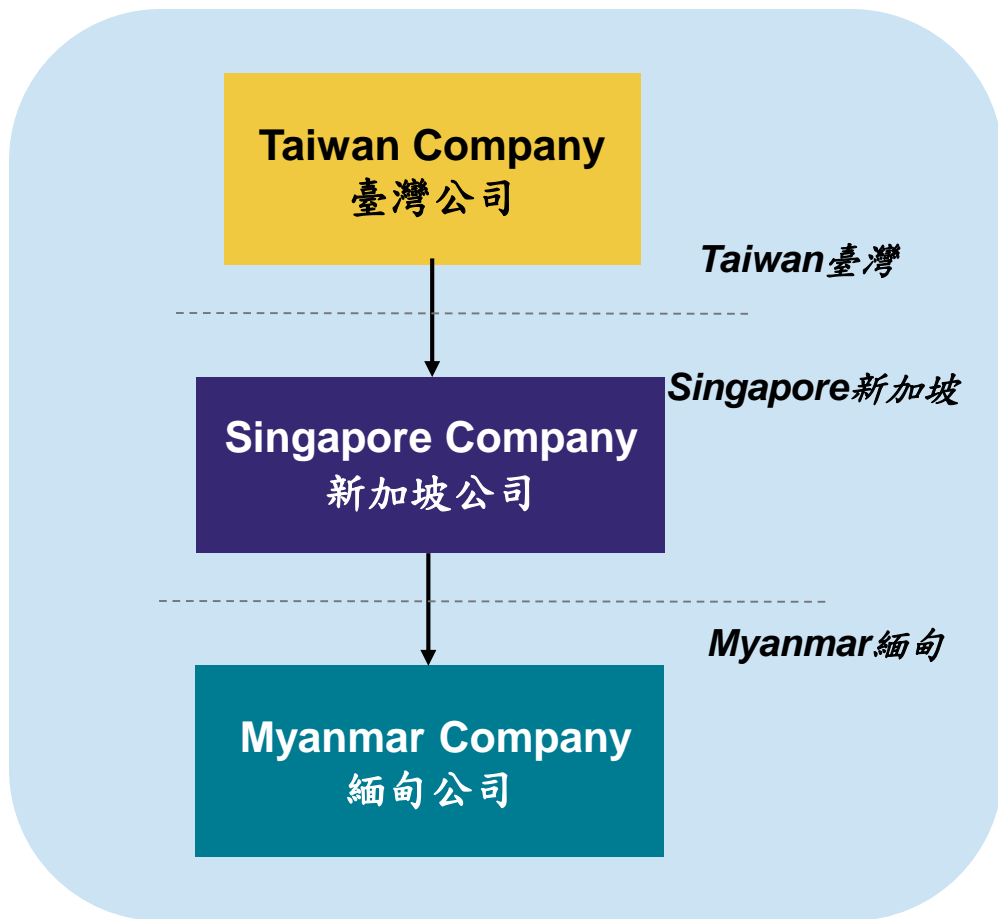 Taiwan Company
臺灣公司
Taiwan臺灣
Singapore新加坡
Singapore Company
新加坡公司
Myanmar緬甸
Myanmar Company
緬甸公司